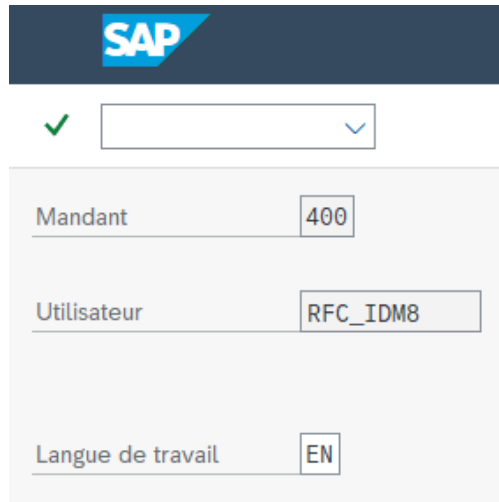 SAP
Mandant 400
Utilisateur RFC_IDM8
Langue de travail EN